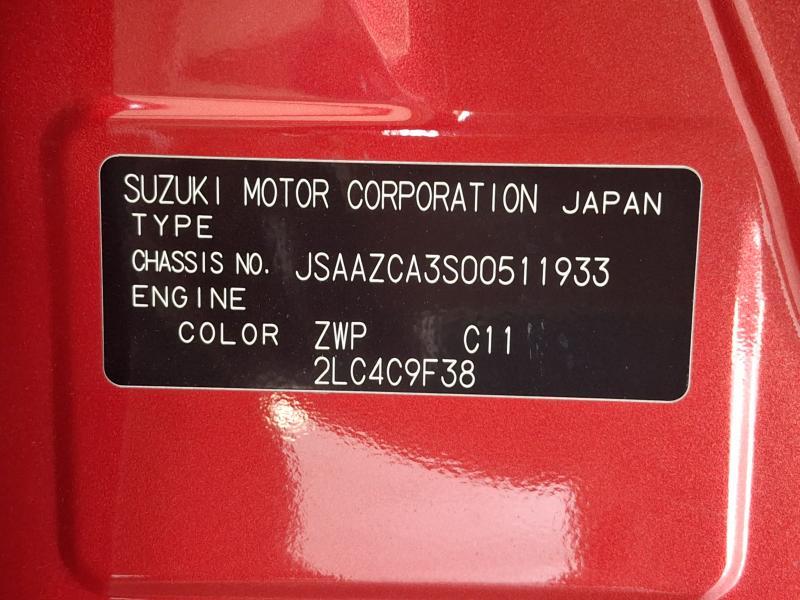 SUZUKI MOTOR CORPORATION JAPAN
TYPE
CHASSIS NO. JSAAZCA3S00511933
ENGINE
COLOR ZWP C11
2LC4C9F38